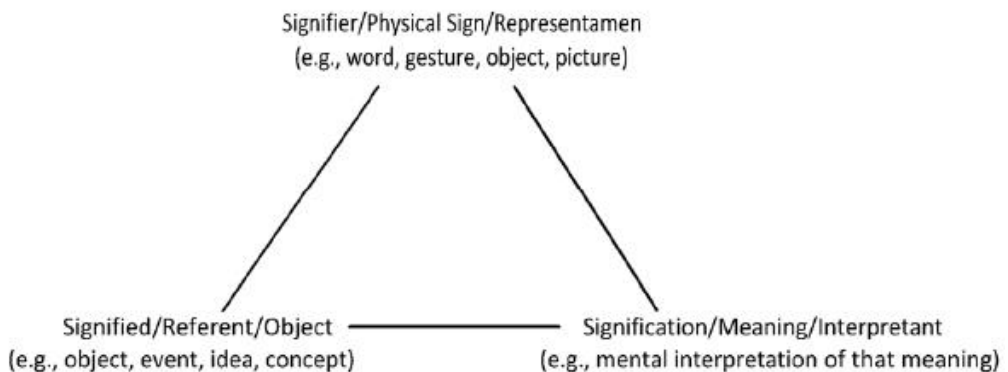 Signifier/Physical Sign/Representamen
(e.g., word, gesture, object, picture)
Signified/Referent/Object
(e.g., object, event, idea, concept)
Signification/Meaning/Interpretant
(e.g., mental interpretation of that meaning)